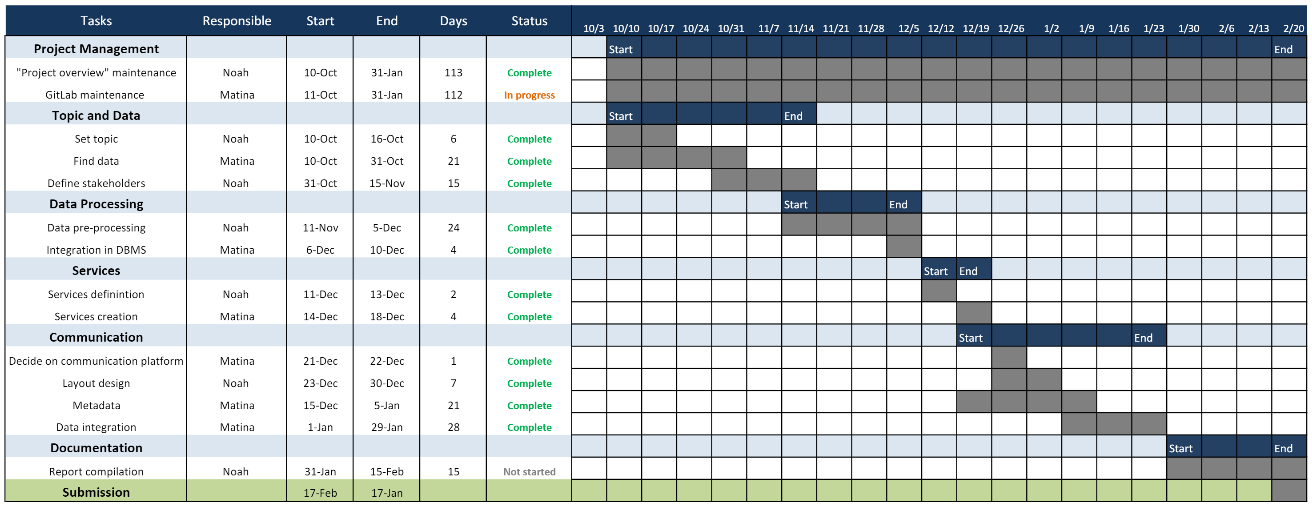 Tasks Responsible Start End Days Status 10/3 10/10 10/17 10/24 10/31 11/7 11/14 11/21 11/28 12/5 12/12 12/19 12/26 1/2 1/9 1/16 1/23 1/30 2/6 2/13 2/20
Project Management Start End
"Project overview" maintenance Noah 10-Oct 31-Jan 113 Complete
GitLab maintenance Matina 11-Oct 31-Jan 112 In progress
Topic and Data Start End
Set topic Noah 10-Oct 16-Oct 6 Complete
Find data Matina 10-Oct 31-Oct 21 Complete
Define stakeholders Noah 31-Oct 15-Nov 15 Complete
Data Processing Start End
Data pre-processing Noah 11-Nov 5-Dec 24 Complete
Integration in DBMS Matina 6-Dec 10-Dec 4 Complete
Services Start End
Services definintion Noah 11-Dec 13-Dec 2 Complete
Services creation Matina 14-Dec 18-Dec 4 Complete
Communication Start End
Decide on communication platform Matina 21-Dec 22-Dec 1 Complete
Layout design Noah 23-Dec 30-Dec 7 Complete
Metadata Matina 15-Dec 5-Jan 21 Complete
Data integration Matina 1-Jan 29-Jan 28 Complete
Documentation Start End
Report compilation Noah 31-Jan 15-Feb 15 Not started
Submission 17-Feb 17-Jan